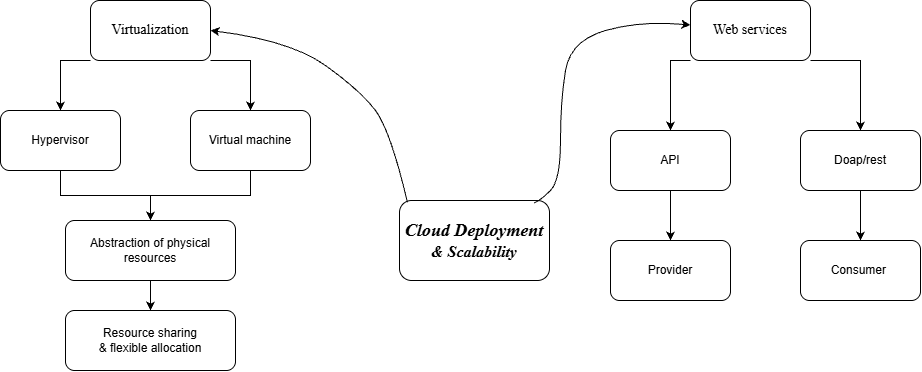 Virtualization
Web services
Hypervisor
Virtual machine
API
Doap/rest
Abstraction of physical
resources
Cloud Deployment
& Scalability
Provider
Consumer
Resource sharing
& flexible allocation